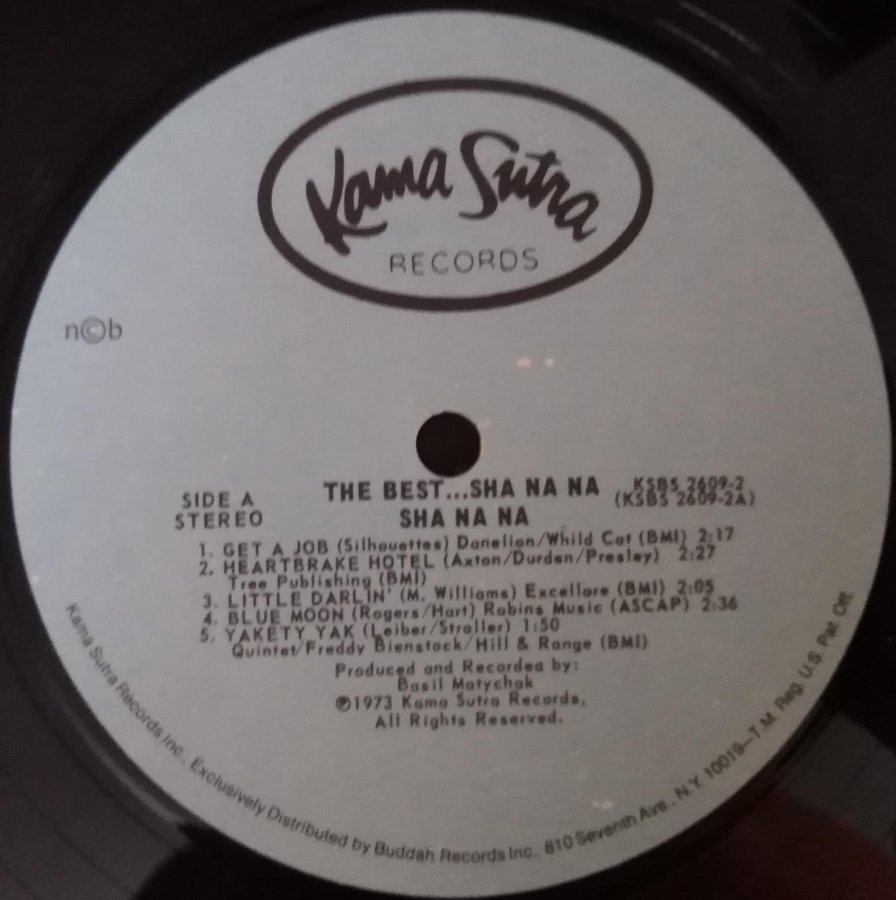 Kama Sutra
RECORDS
n©b
THE BEST...SHA NA NA
SIDE A
STEREO
KSBS 2609-2
(KSBS 2609-2A)
SHA NA NA
1. GET A JOB (Silhouettes) Danelion/Whild Cat (BMI) 2:17
2. HEARTBRAKE HOTEL (Axton/Durden/Presley) 2:27
Tree Publishing (BMI)
3. LITTLE DARLIN' (M. Williams) Excellore (BMI) 2:05
4. BLUE MOON (Rogers/Hart) Robins Music (ASCAP) 2:36
5. YAKETY YAK (Leiber/Stroller) 1:50
Quintet/Freddy Bienstock/Hill & Range (BMI)
Produced and Recorded by:
Basil Matychak
℗1973 Kama Sutra Records,
All Rights Reserved.
Kama Sutra Records Inc., Exclusively Distributed by Buddah Records Inc., 810 Seventh Ave., N.Y. 10019—T.M. Reg. U.S. Pat. Off.